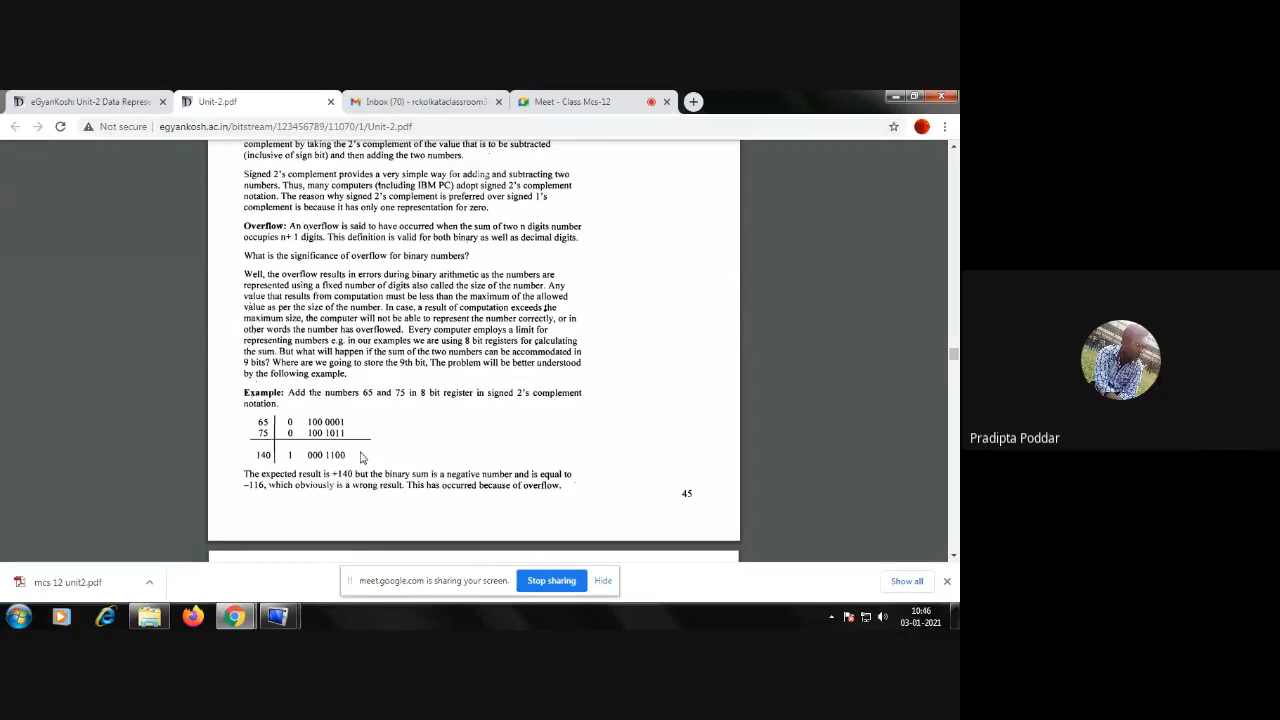 eGyanKosh: Unit-2 Data Represe
Unit-2.pdf
Inbox (70) - rckolkataclassroom3
Meet - Class Mcs-12
Not secure
egyankosh.ac.in/bitstream/123456789/11070/1/Unit-2.pdf
complement by taking the 2's complement of the value that is to be subtracted
(inclusive of sign bit) and then adding the two numbers.
Signed 2's complement provides a very simple way for adding and subtracting two
numbers. Thus, many computers (including IBM PC) adopt signed 2's complement
notation. The reason why signed 2's complement is preferred over signed 1's
complement is because it has only one representation for zero.
Overflow: An overflow is said to have occurred when the sum of two n digits number
occupies n+ 1 digits. This definition is valid for both binary as well as decimal digits.
What is the significance of overflow for binary numbers?
Well, the overflow results in errors during binary arithmetic as the numbers are
represented using a fixed number of digits also called the size of the number. Any
value that results from computation must be less than the maximum of the allowed
value as per the size of the number. In case, a result of computation exceeds the
maximum size, the computer will not be able to represent the number correctly, or in
other words the number has overflowed. Every computer employs a limit for
representing numbers e.g. in our examples we are using 8 bit registers for calculating
the sum. But what will happen if the sum of the two numbers can be accommodated in
9 bits? Where are we going to store the 9th bit, The problem will be better understood
by the following example.
Example: Add the numbers 65 and 75 in 8 bit register in signed 2's complement
notation.
65 0 100 0001
75 0 100 1011
140 1 000 1100
The expected result is +140 but the binary sum is a negative number and is equal to
–116, which obviously is a wrong result. This has occurred because of overflow.
45
Pradipta Poddar
mcs 12 unit2.pdf
meet.google.com is sharing your screen.
Stop sharing
Hide
Show all
10:46
03-01-2021